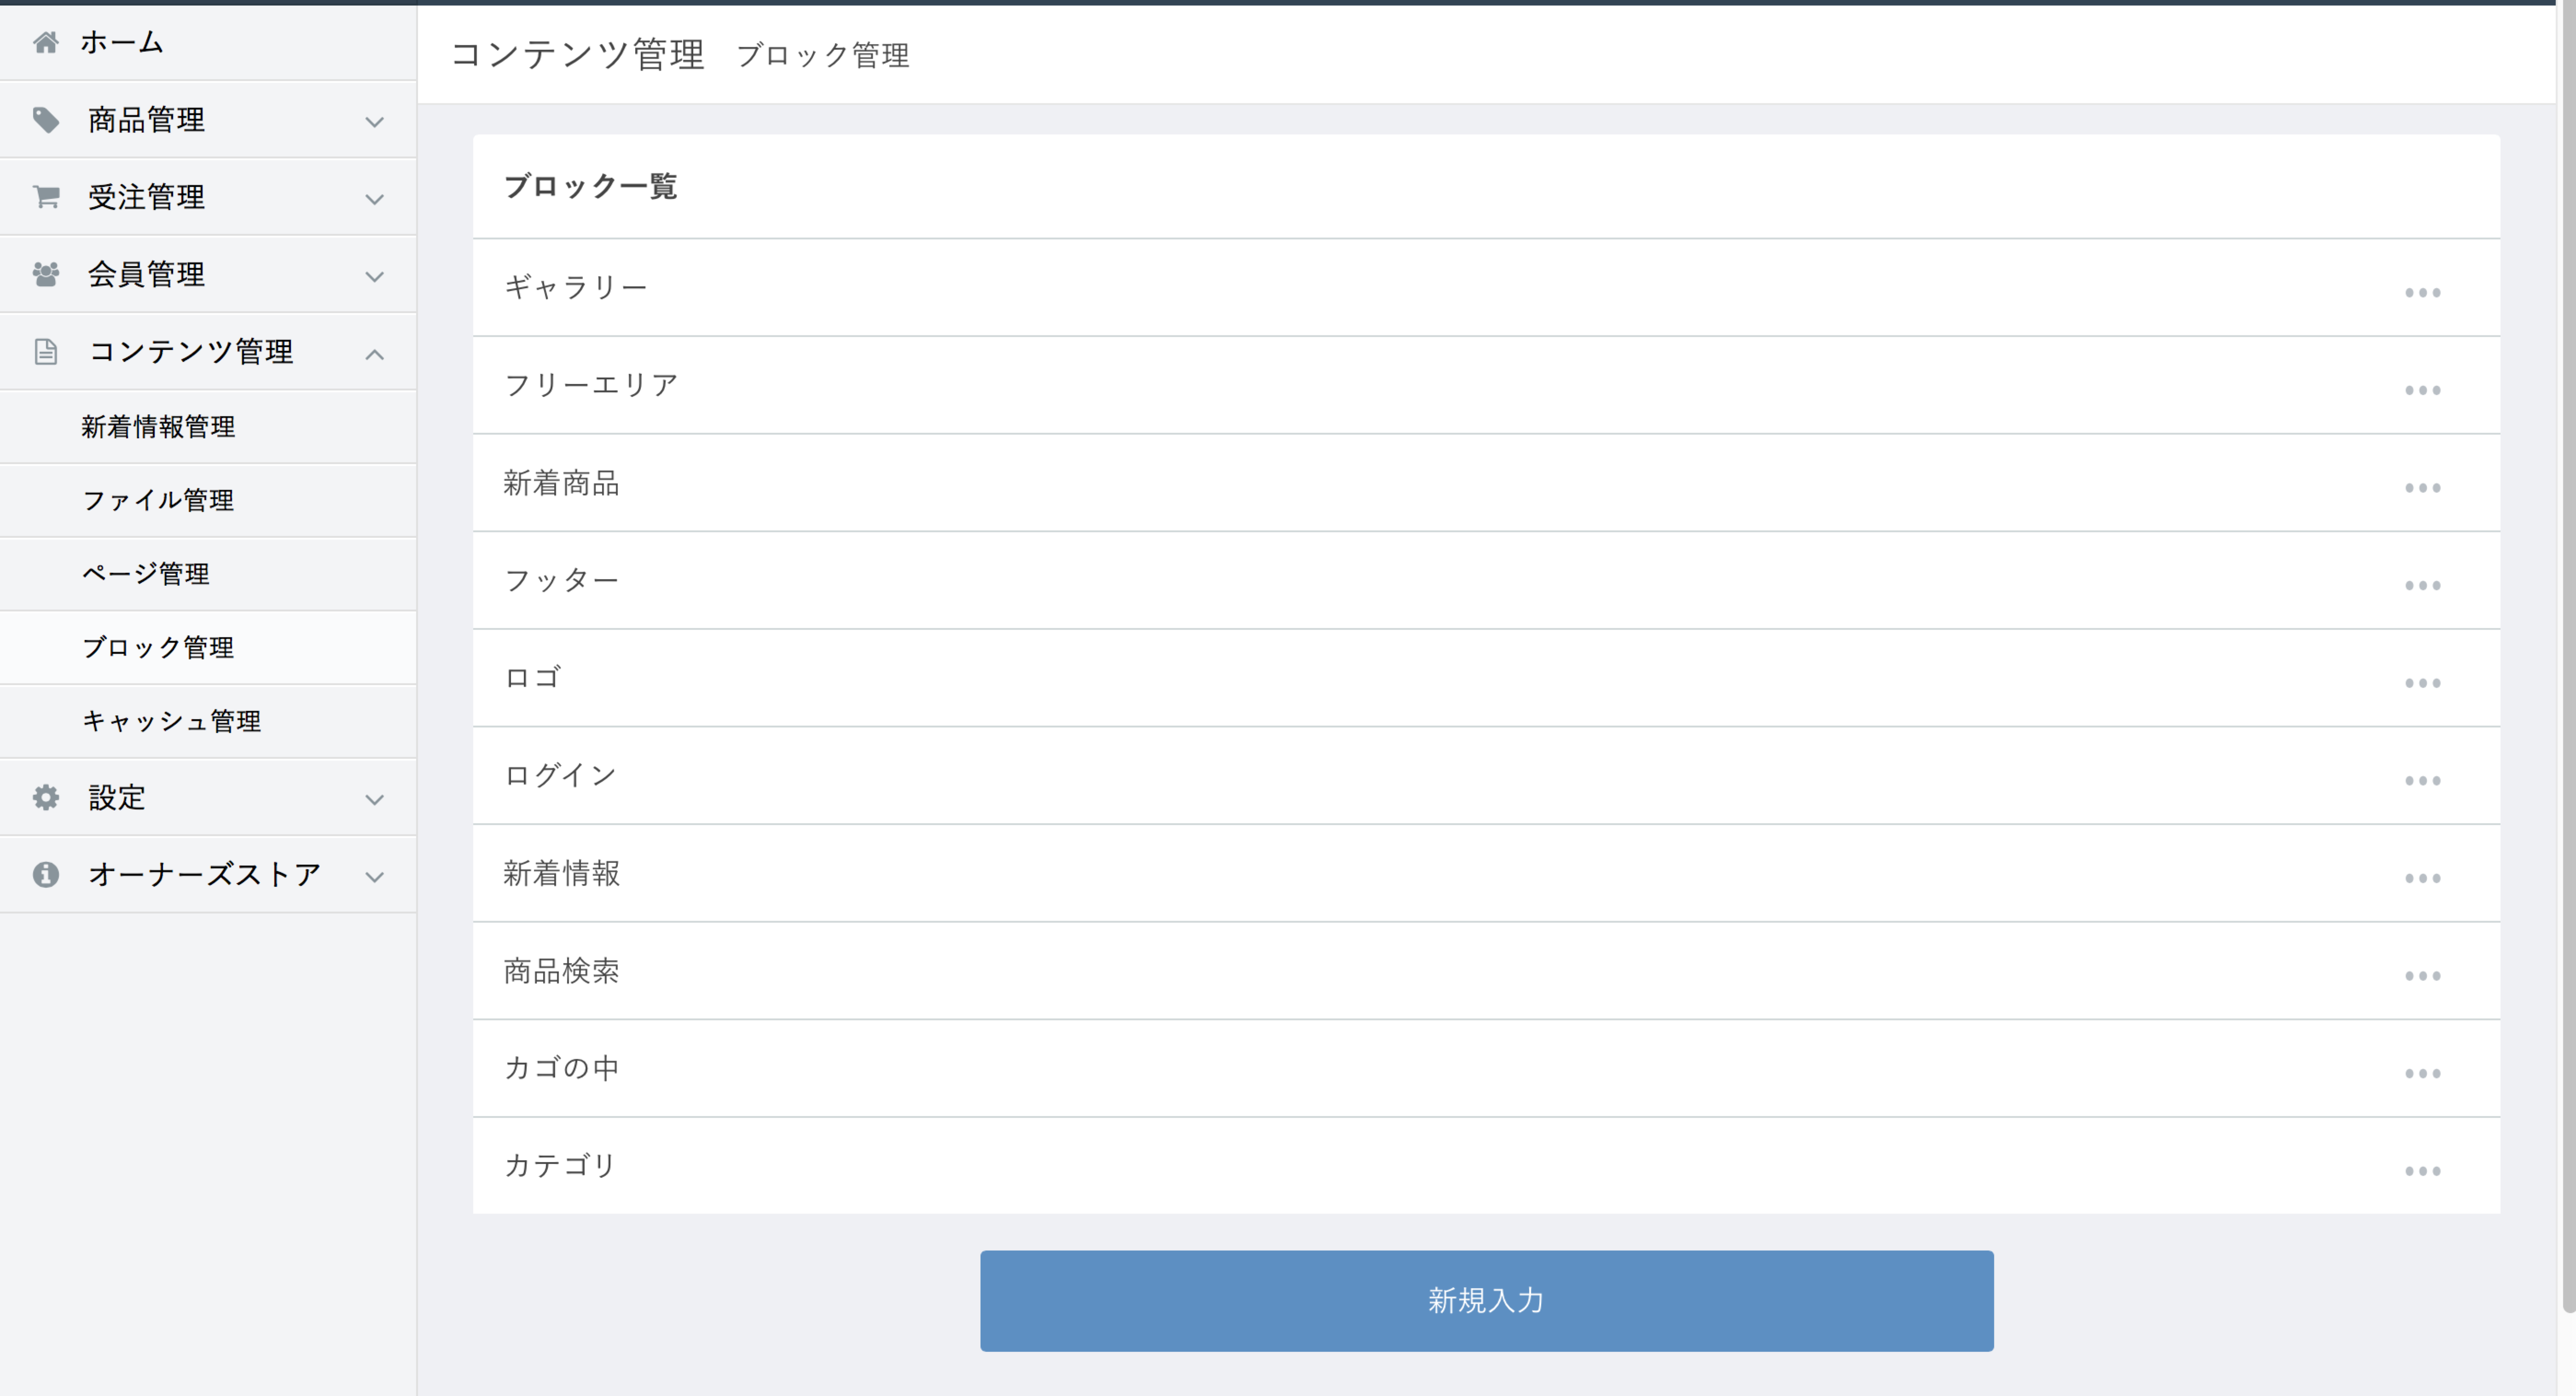 ホーム
商品管理
受注管理
会員管理
コンテンツ管理
新着情報管理
ファイル管理
ページ管理
ブロック管理
キャッシュ管理
設定
オーナーズストア
コンテンツ管理 ブロック管理
ブロック一覧
ギャラリー
フリーエリア
新着商品
フッター
ロゴ
ログイン
新着情報
商品検索
カゴの中
カテゴリ
新規入力